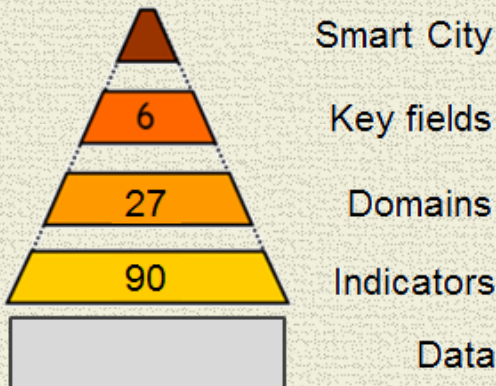 Smart City
6 Key fields
27 Domains
90 Indicators
Data